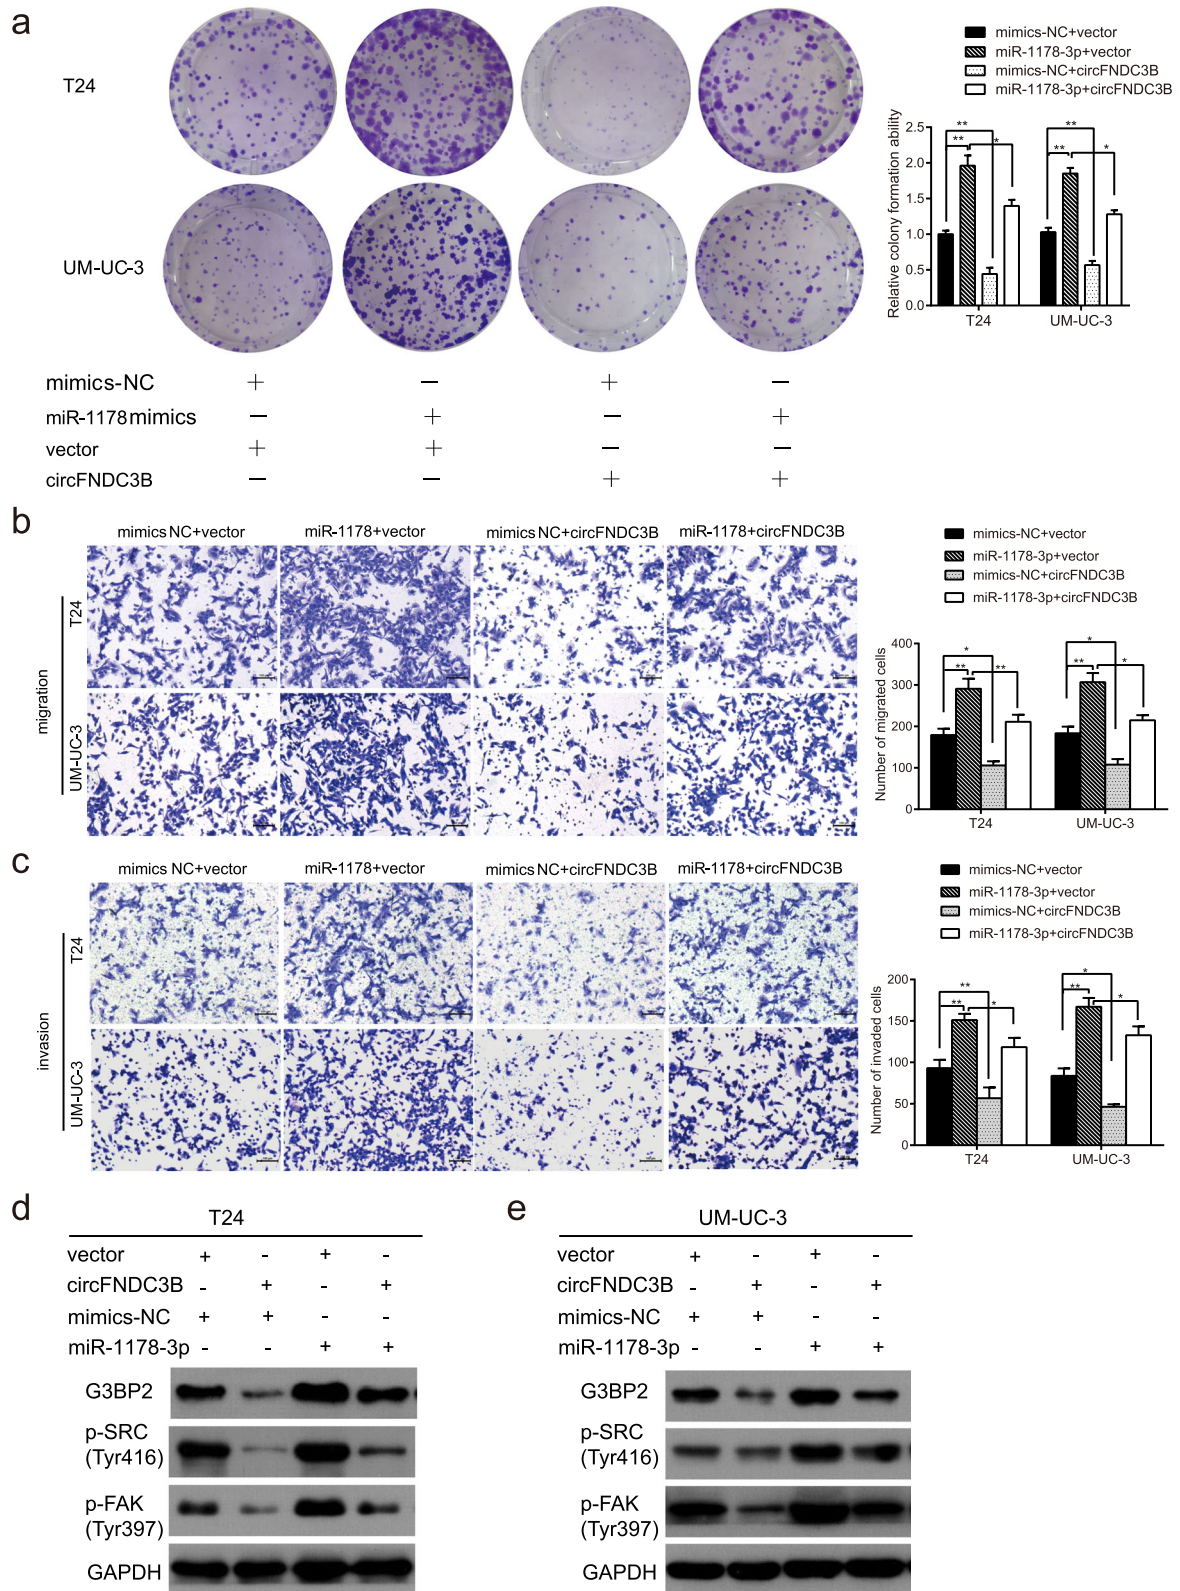 a
T24
UM-UC-3
mimics-NC + — + —
miR-1178 mimics — + — +
vector + + — —
circFNDC3B — — + +
mimics-NC+vector
miR-1178-3p+vector
mimics-NC+circFNDC3B
miR-1178-3p+circFNDC3B
Relative colony formation ability
2.5
2.0
1.5
1.0
0.5
0.0
** ** * ** ** *
T24 UM-UC-3
b
mimics NC+vector miR-1178+vector mimics NC+circFNDC3B miR-1178+circFNDC3B
migration
T24
UM-UC-3
mimics-NC+vector
miR-1178-3p+vector
mimics-NC+circFNDC3B
miR-1178-3p+circFNDC3B
Number of migrated cells
400
300
200
100
0
* ** ** * ** *
T24 UM-UC-3
c
mimics NC+vector miR-1178+vector mimics NC+circFNDC3B miR-1178+circFNDC3B
invasion
T24
UM-UC-3
mimics-NC+vector
miR-1178-3p+vector
mimics-NC+circFNDC3B
miR-1178-3p+circFNDC3B
Number of invaded cells
200
150
100
50
0
** ** * * ** *
T24 UM-UC-3
d
T24
vector + - + -
circFNDC3B - + - +
mimics-NC + + - -
miR-1178-3p - - + +
G3BP2
p-SRC
(Tyr416)
p-FAK
(Tyr397)
GAPDH
e
UM-UC-3
vector + - + -
circFNDC3B - + - +
mimics-NC + + - -
miR-1178-3p - - + +
G3BP2
p-SRC
(Tyr416)
p-FAK
(Tyr397)
GAPDH